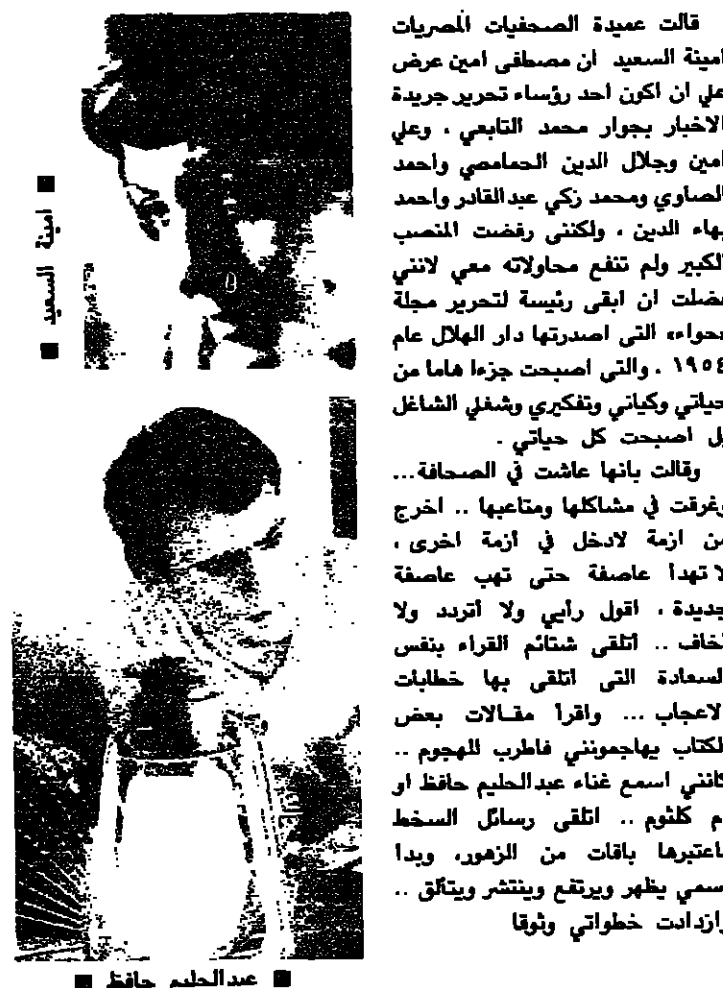 قالت عميدة الصحفيات المصريات
امينة السعيد ان مصطفى امين عرض
علي ان اكون احد رؤساء تحرير جريدة
الاخبار بجوار محمد التابعي ، وعلي
امين وجلال الدين الحمامصي واحمد
الصاوي ومحمد زكي عبدالقادر واحمد
بهاء الدين ، ولكنني رفضت المنصب
الكبير ولم تنفع محاولاته معي لانني
فضلت ان ابقى رئيسة لتحرير مجلة
«حواء» التي اصدرتها دار الهلال عام
١٩٥٤ ، والتي اصبحت جزءا هاما من
حياتي وكياني وتفكيري وشغلي الشاغل
بل اصبحت كل حياتي .
وقالت بانها عاشت في الصحافة...
وغرقت في مشاكلها ومتاعبها .. اخرج
من ازمة لادخل في أزمة اخرى ،
لا تهدأ عاصفة حتى تهب عاصفة
جديدة ، اقول رأيي ولا أتردد ولا
اخاف .. أتلقى شتائم القراء بنفس
السعادة التي اتلقى بها خطابات
الاعجاب ... واقرأ مقالات بعض
الكتاب يهاجمونني فاطرب للهجوم ..
كانني اسمع غناء عبدالحليم حافظ او
ام كلثوم .. اتلقى رسائل السخط
فاعتبرها باقات من الزهور، وبدا
اسمي يظهر ويرتفع وينتشر ويتألق ..
وازدادت خطواتي وثوقا
■ امينة السعيد ■
■ عبدالحليم حافظ ■